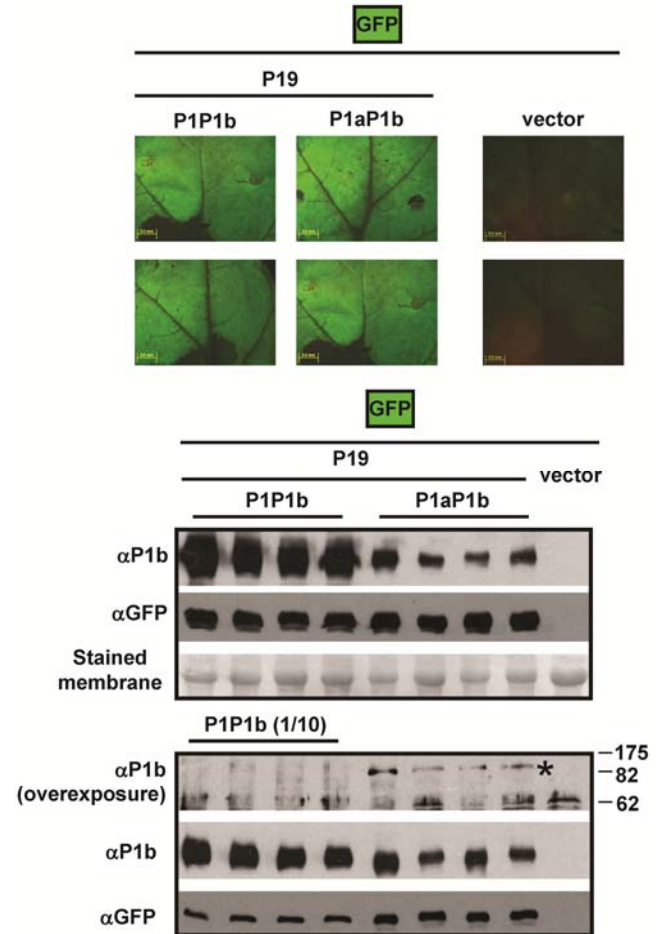 GFP
P19
P1P1b P1aP1b vector
GFP
P19
vector
P1P1b P1aP1b
αP1b
αGFP
Stained
membrane
P1P1b (1/10)
αP1b
(overexposure)
* –175
–82
–62
αP1b
αGFP